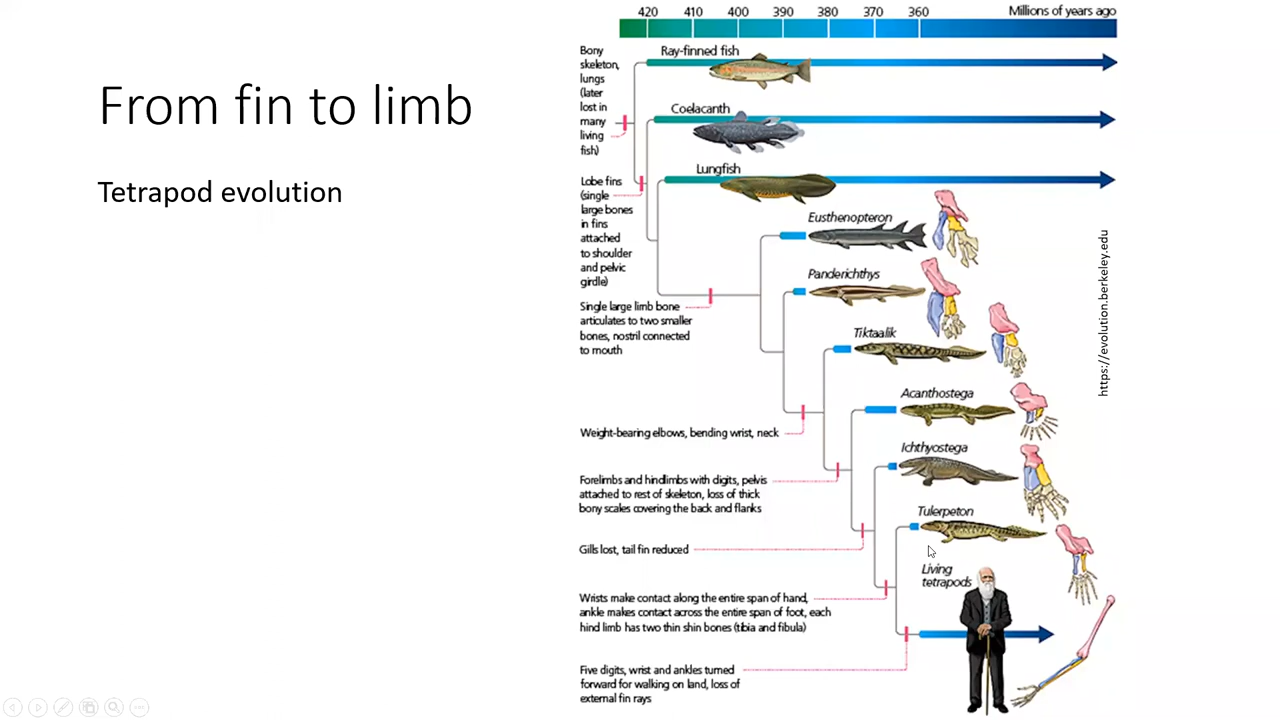 From fin to limb
Tetrapod evolution
420 410 400 390 380 370 360 Millions of years ago
Bony
skeleton,
lungs
(later
lost in
many
living
fish)
Ray-finned fish
Coelacanth
Lungfish
Lobe fins
(single
large bones
in fins
attached
to shoulder
and pelvic
girdle)
Eusthenopteron
Panderichthys
Single large limb bone
articulates to two smaller
bones, nostril connected
to mouth
Tiktaalik
Acanthostega
Weight-bearing elbows, bending wrist, neck
Ichthyostega
Forelimbs and hindlimbs with digits, pelvis
attached to rest of skeleton, loss of thick
bony scales covering the back and flanks
Tulerpeton
Gills lost, tail fin reduced
Living
tetrapods
Wrists make contact along the entire span of hand,
ankle makes contact across the entire span of foot, each
hind limb has two thin shin bones (tibia and fibula)
Five digits, wrist and ankles turned
forward for walking on land, loss of
external fin rays
https://evolution.berkeley.edu